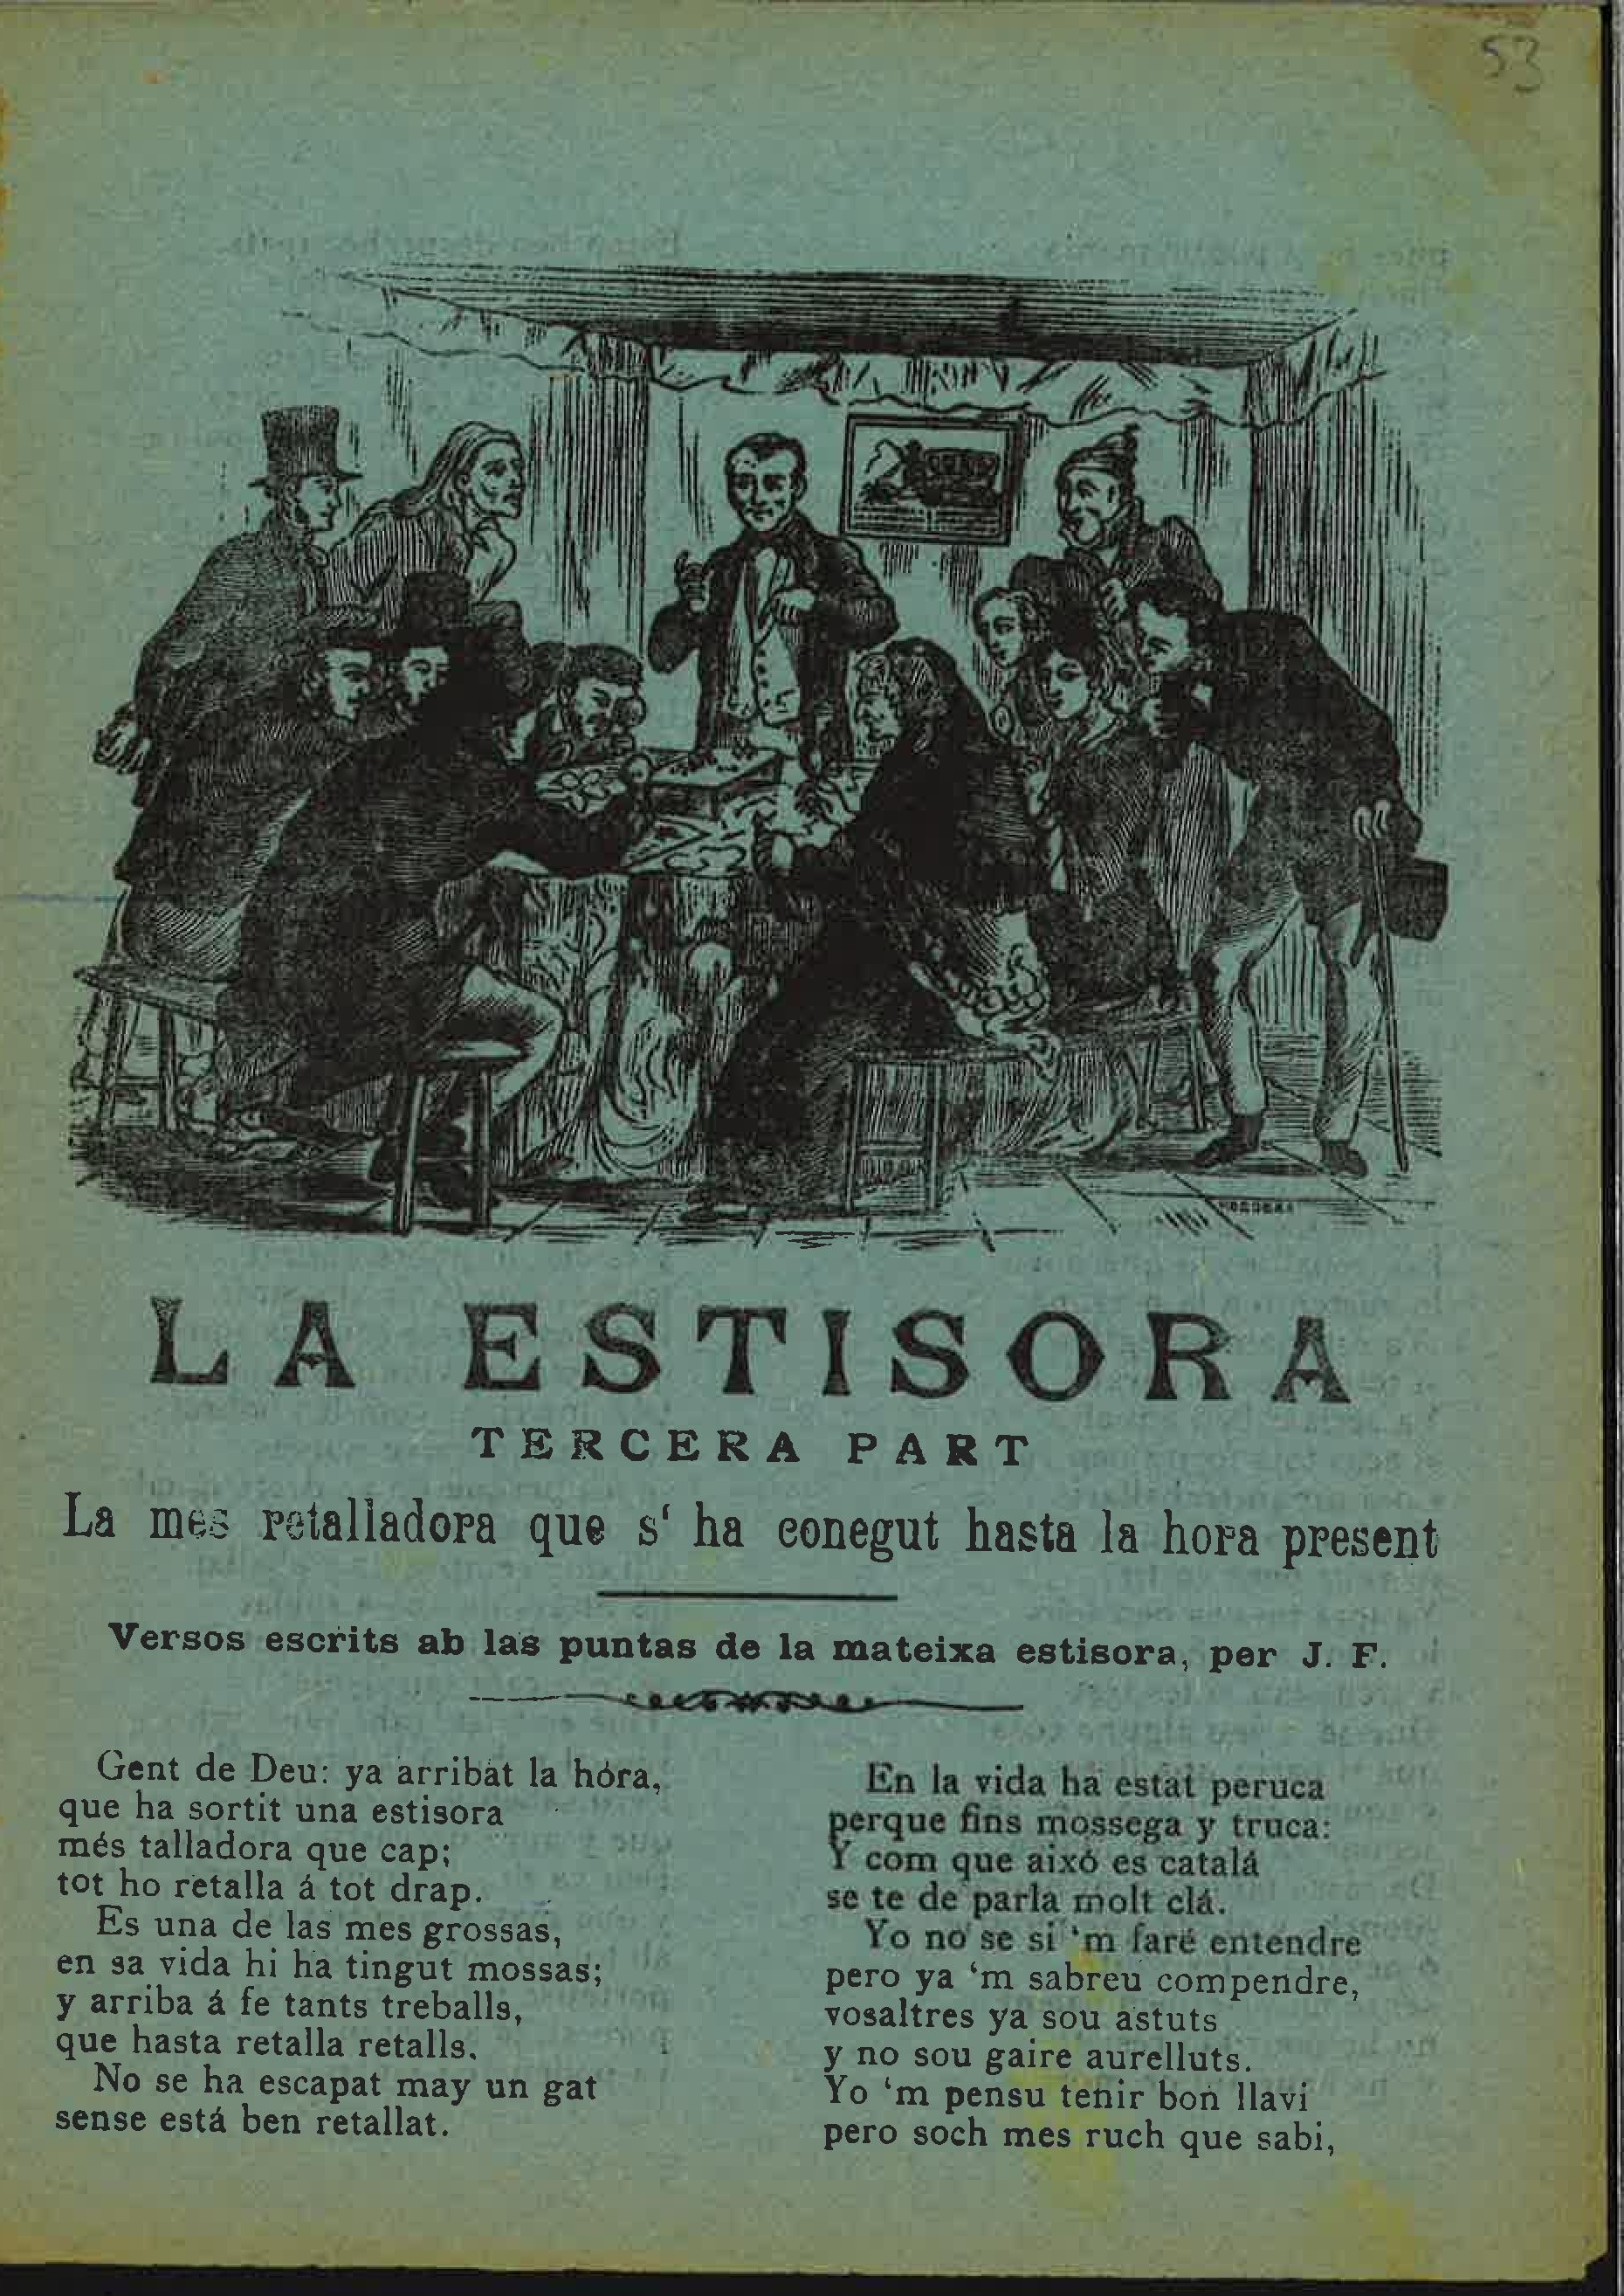 53
LA ESTISORA
TERCERA PART
La mes retalladora que s‘ ha conegut hasta la hora present
Versos escrits ab las puntas de la mateixa estisora, per J. F.
Gent de Deu: ya arribat la hóra,
que ha sortit una estisora
més talladora que cap;
tot ho retalla á tot drap.
Es una de las mes grossas,
en sa vida hi ha tingut mossas;
y arriba á fe tants treballs,
que hasta retalla retalls.
No se ha escapat may un gat
sense está ben retallat.
En la vida ha estat peruca
perque fins mossega y truca:
Y com que aixó es catalá
se te de parla molt clá.
Yo no se si ‘m faré entendre
pero ya ‘m sabreu compendre,
vosaltres ya sou astuts
y no sou gaire aurelluts.
Yo ‘m pensu tenir bon llavi
pero soch mes ruch que sabi,